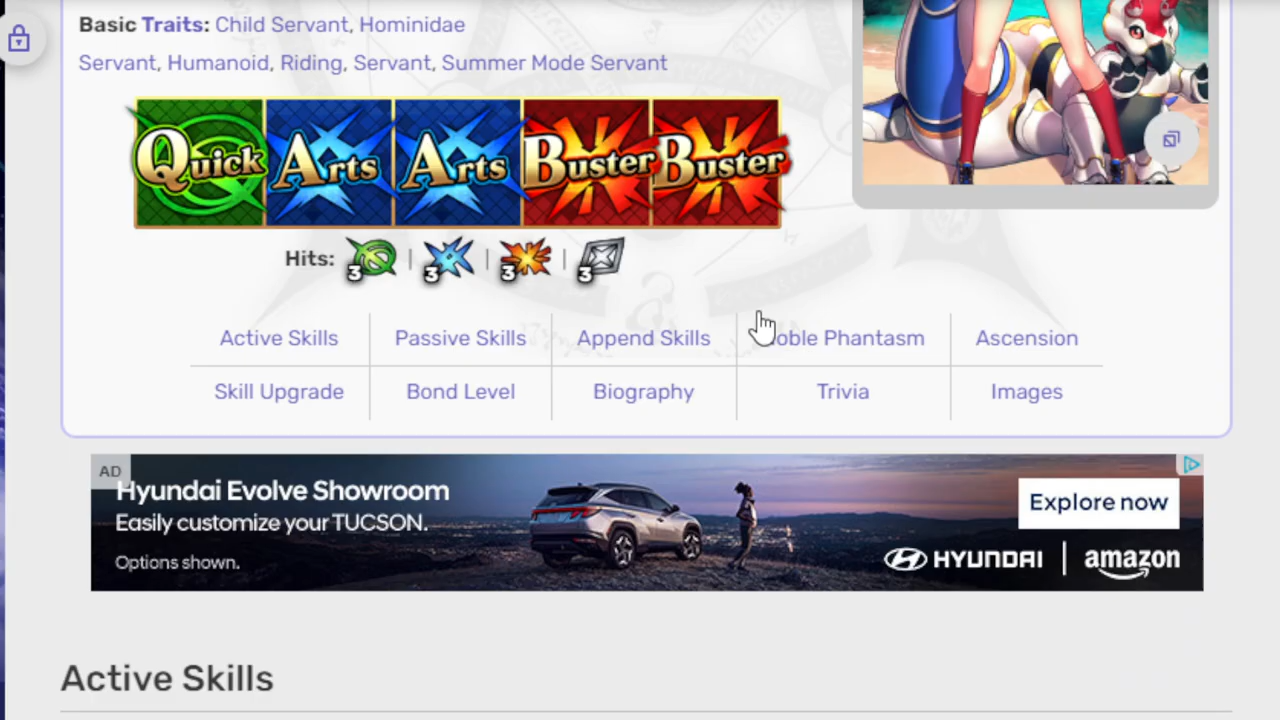 Basic Traits: Child Servant, Hominidae
Servant, Humanoid, Riding, Servant, Summer Mode Servant
Quick Arts Arts Buster Buster
Hits: 3 | 3 | 3 | 3
Active Skills Passive Skills Append Skills oble Phantasm Ascension
Skill Upgrade Bond Level Biography Trivia Images
AD
Hyundai Evolve Showroom
Easily customize your TUCSON.
Options shown.
Explore now
HYUNDAI | amazon
Active Skills